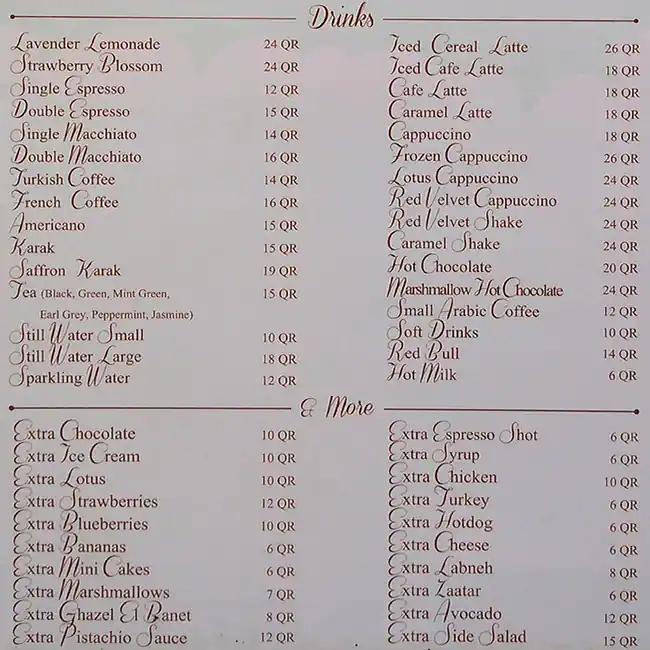 Drinks
Lavender Lemonade 24 QR
Strawberry Blossom 24 QR
Single Espresso 12 QR
Double Espresso 15 QR
Single Macchiato 14 QR
Double Macchiato 16 QR
Turkish Coffee 14 QR
French Coffee 16 QR
Americano 15 QR
Karak 15 QR
Saffron Karak 19 QR
Tea (Black, Green, Mint Green, 15 QR
Earl Grey, Peppermint, Jasmine)
Still Water Small 10 QR
Still Water Large 18 QR
Sparkling Water 12 QR
Iced Cereal Latte 26 QR
Iced Cafe Latte 18 QR
Cafe Latte 18 QR
Caramel Latte 18 QR
Cappuccino 18 QR
Frozen Cappuccino 26 QR
Lotus Cappuccino 24 QR
Red Velvet Cappuccino 24 QR
Red Velvet Shake 24 QR
Caramel Shake 24 QR
Hot Chocolate 20 QR
Marshmallow Hot Chocolate 24 QR
Small Arabic Coffee 12 QR
Soft Drinks 10 QR
Red Bull 14 QR
Hot Milk 6 QR
& More
Extra Chocolate 10 QR
Extra Ice Cream 10 QR
Extra Lotus 10 QR
Extra Strawberries 12 QR
Extra Blueberries 10 QR
Extra Bananas 6 QR
Extra Mini Cakes 6 QR
Extra Marshmallows 7 QR
Extra Ghazel El Banet 8 QR
Extra Pistachio Sauce 12 QR
Extra Espresso Shot 6 QR
Extra Syrup 6 QR
Extra Chicken 10 QR
Extra Turkey 6 QR
Extra Hotdog 6 QR
Extra Cheese 6 QR
Extra Labneh 8 QR
Extra Zaatar 6 QR
Extra Avocado 12 QR
Extra Side Salad 15 QR